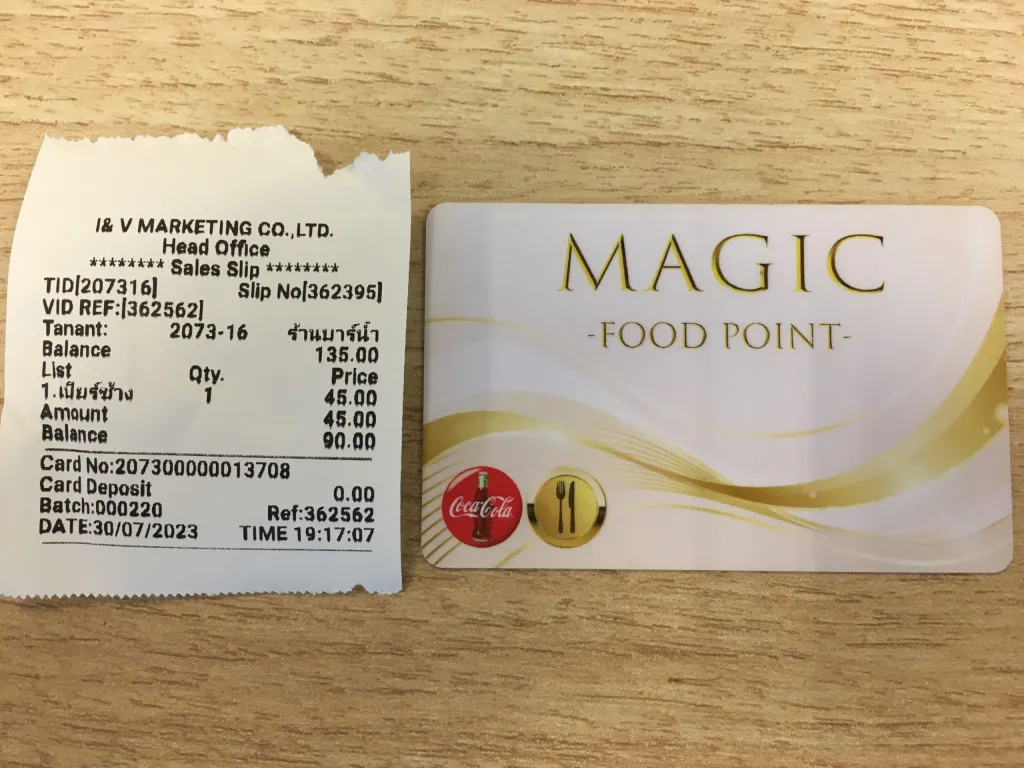 I& V MARKETING CO.,LTD.
Head Office
******** Sales Slip ********
TID[207316] Slip No[362395]
VID REF:[362562]
Tanant: 2073-16 ร้านบาร์น้ำ
Balance 135.00
List Qty. Price
1.เบียร์ช้าง 1 45.00
Amount 45.00
Balance 90.00
Card No:207300000013708
Card Deposit 0.00
Batch:000220 Ref:362562
DATE:30/07/2023 TIME 19:17:07
MAGIC
-FOOD POINT-
Coca-Cola